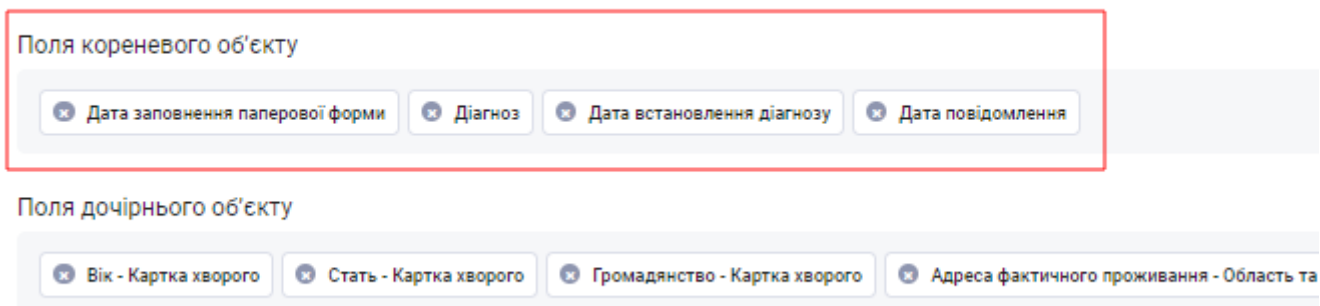 Поля кореневого об'єкту
Дата заповнення паперової форми Діагноз Дата встановлення діагнозу Дата повідомлення
Поля дочірнього об'єкту
Вік - Картка хворого Стать - Картка хворого Громадянство - Картка хворого Адреса фактичного проживання - Область та